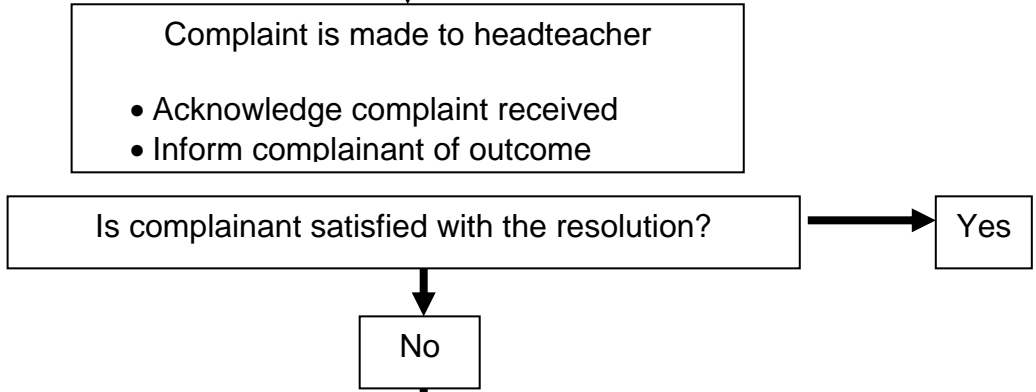 Complaint is made to headteacher
• Acknowledge complaint received
• Inform complainant of outcome
Is complainant satisfied with the resolution?
Yes
No